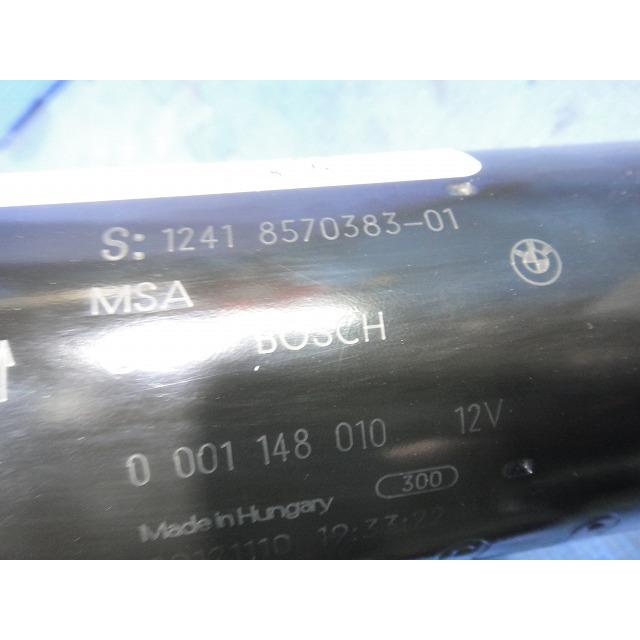 S: 1241 8570383-01
MSA
BOSCH
0 001 148 010 12V
300
Made in Hungary